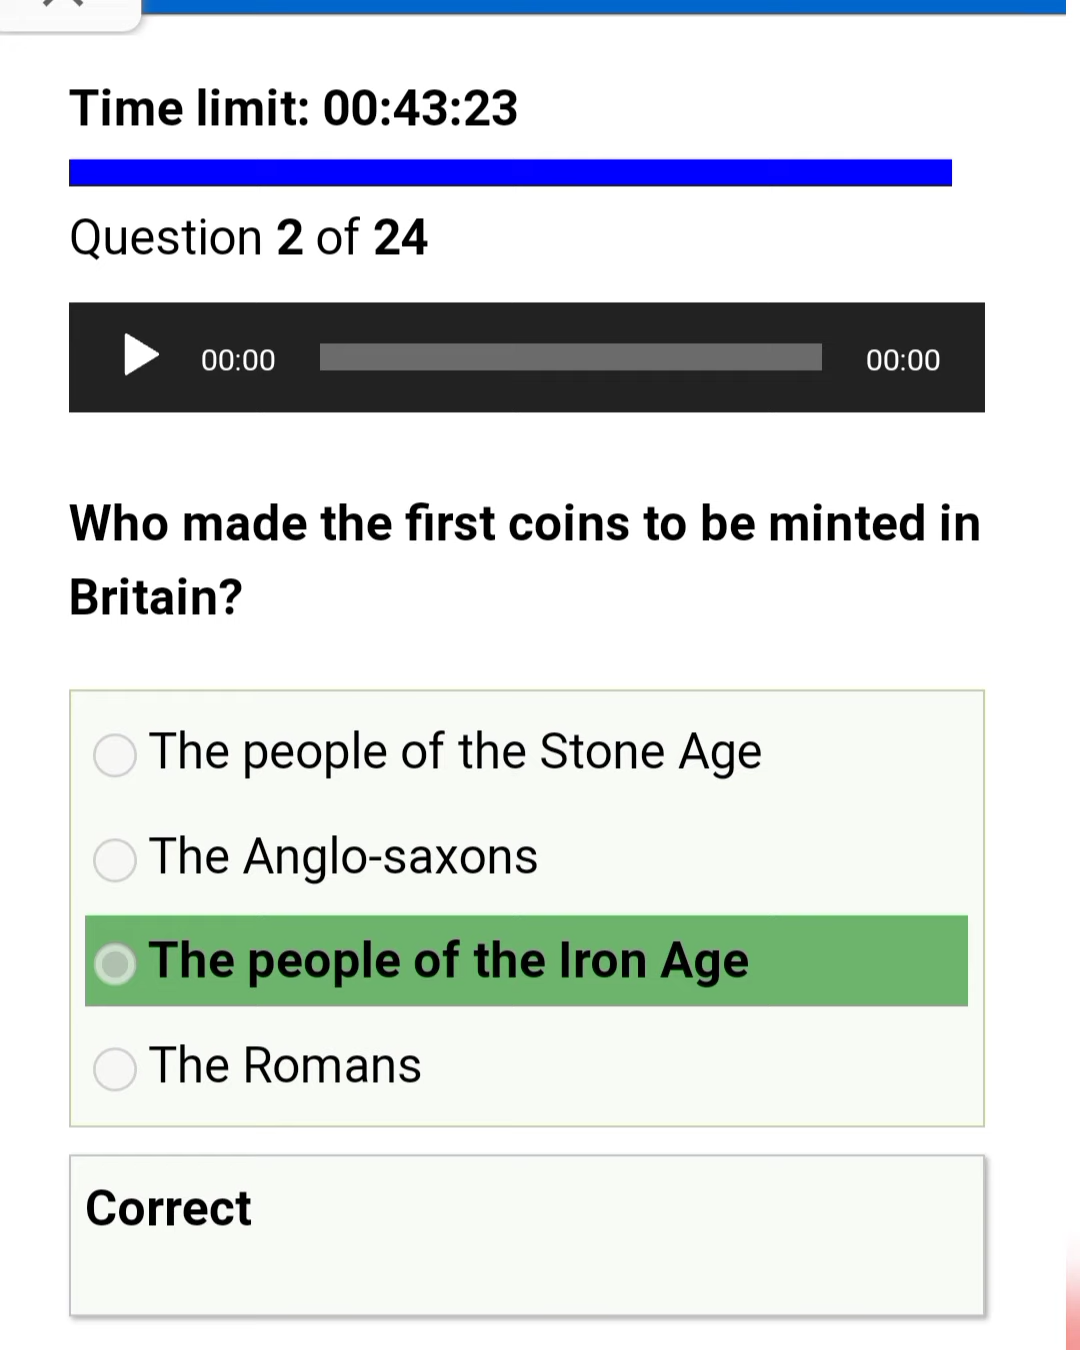 Time limit: 00:43:23
Question 2 of 24
00:00 00:00
Who made the first coins to be minted in
Britain?
The people of the Stone Age
The Anglo-saxons
The people of the Iron Age
The Romans
Correct